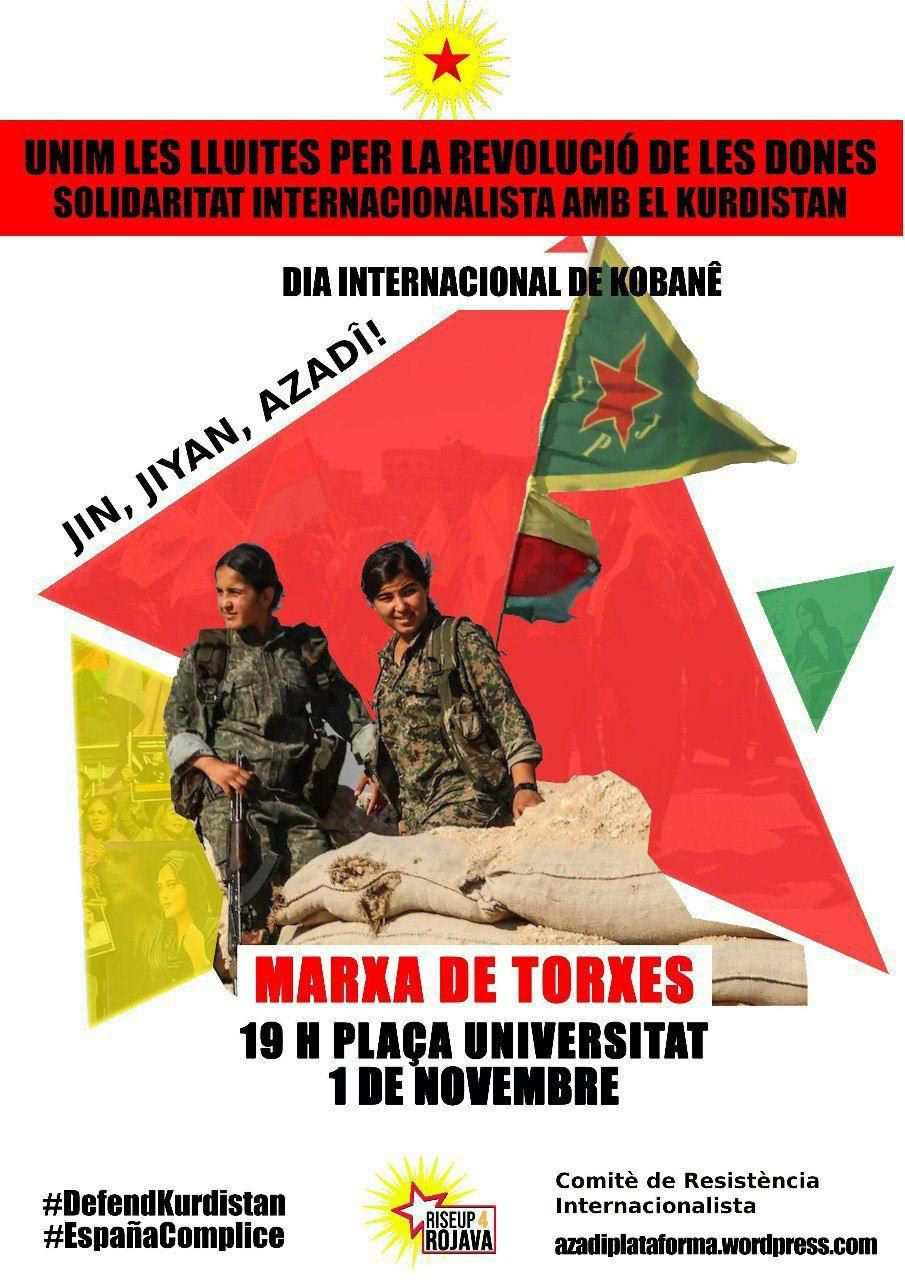 UNIM LES LLUITES PER LA REVOLUCIÓ DE LES DONES
SOLIDARITAT INTERNACIONALISTA AMB EL KURDISTAN
DIA INTERNACIONAL DE KOBANÊ
JIN, JIYAN, AZADÎ!
Y P J
MARXA DE TORXES
19 H PLAÇA UNIVERSITAT
1 DE NOVEMBRE
#DefendKurdistan
#EspañaComplice
RISEUP4
ROJAVA
Comitè de Resistència
Internacionalista
azadiplataforma.wordpress.com